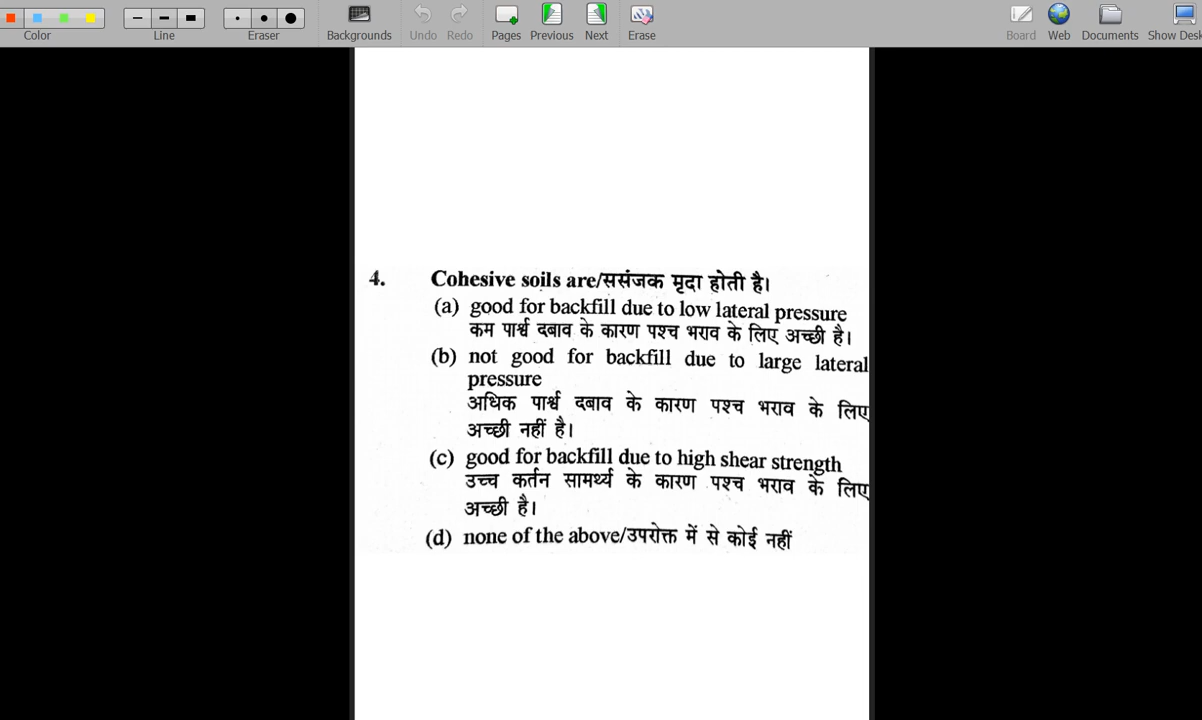 Color
Line
Eraser
Backgrounds
Undo
Redo
Pages
Previous
Next
Erase
Board
Web
Documents
Show Desk
4. Cohesive soils are/ससंजक मृदा होती है।
(a) good for backfill due to low lateral pressure
कम पार्श्व दबाव के कारण पश्च भराव के लिए अच्छी है।
(b) not good for backfill due to large lateral
pressure
अधिक पार्श्व दबाव के कारण पश्च भराव के लिए
अच्छी नहीं है।
(c) good for backfill due to high shear strength
उच्च कर्तन सामर्थ्य के कारण पश्च भराव के लिए
अच्छी है।
(d) none of the above/उपरोक्त में से कोई नहीं